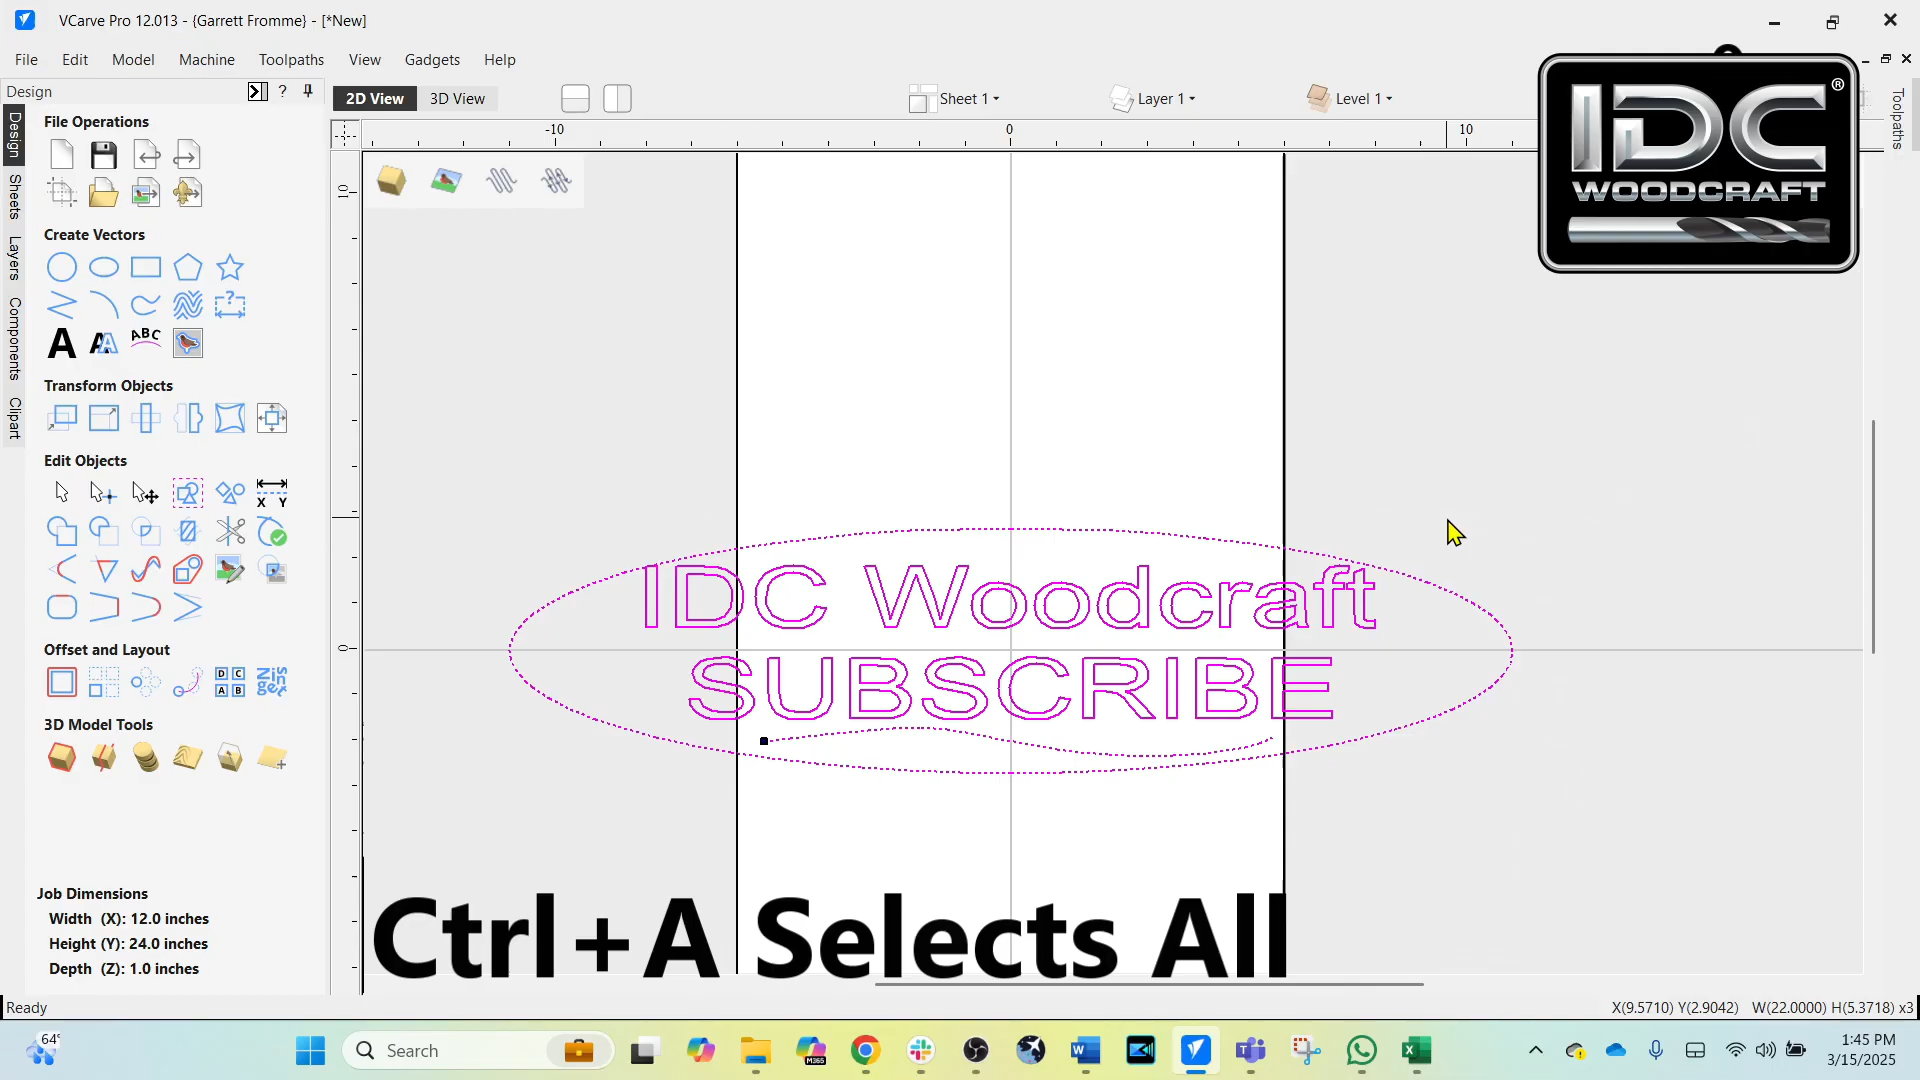 VCarve Pro 12.013 - {Garrett Fromme} - [*New]
File Edit Model Machine Toolpaths View Gadgets Help
Design ?
2D View 3D View Sheet 1 Layer 1 Level 1
IDC ®
WOODCRAFT
Toolpaths
Design
Sheets
Layers
Components
Clipart
File Operations
Create Vectors
A A ABC
Transform Objects
Edit Objects
X Y
Offset and Layout
D C
A B
3D Model Tools
Job Dimensions
Width (X): 12.0 inches
Height (Y): 24.0 inches
Depth (Z): 1.0 inches
-10 0 10
10
0
IDC Woodcraft
SUBSCRIBE
Ctrl+A Selects All
Ready
X(9.5710) Y(2.9042) W(22.0000) H(5.3718) x3
64°
Search
M365
1:45 PM
3/15/2025